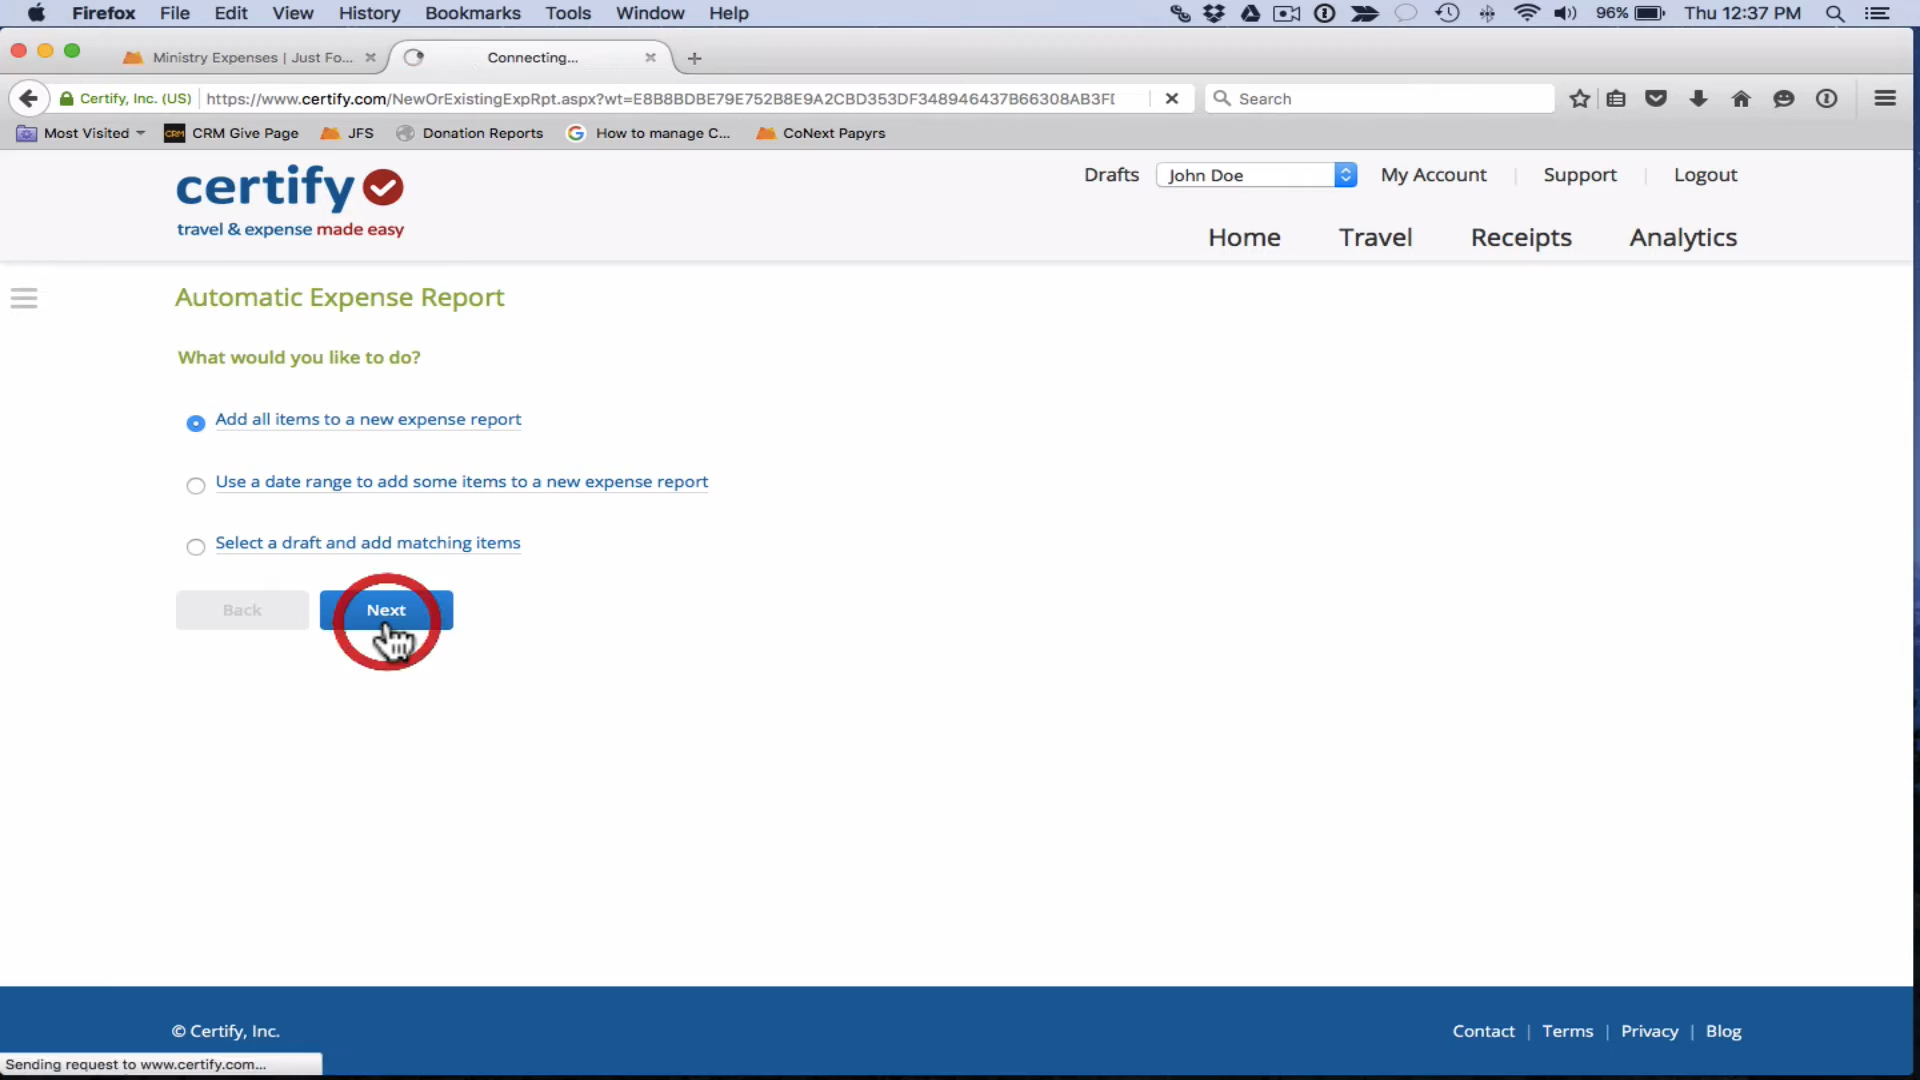 Firefox File Edit View History Bookmarks Tools Window Help 96% Thu 12:37 PM
Ministry Expenses | Just Fo... Connecting...
Certify, Inc. (US) https://www.certify.com/NewOrExistingExpRpt.aspx?wt=E8B8BDBE79E752B8E9A2CBD353DF348946437B66308AB3FD Search
Most Visited CRM CRM Give Page JFS Donation Reports How to manage C... CoNext Papyrs
certify
travel & expense made easy
Drafts John Doe My Account Support Logout
Home Travel Receipts Analytics
Automatic Expense Report
What would you like to do?
Add all items to a new expense report
Use a date range to add some items to a new expense report
Select a draft and add matching items
Back Next
© Certify, Inc. Contact | Terms | Privacy | Blog
Sending request to www.certify.com...